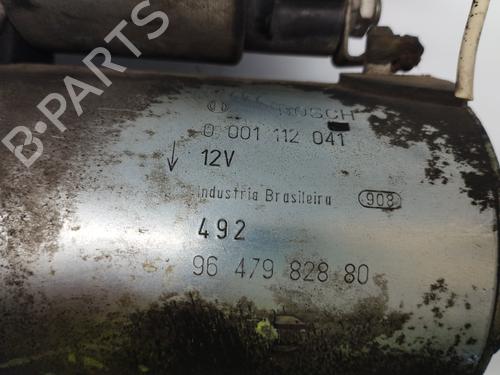 BOSCH
0 001 112 041
12V
Industria Brasileira 908
492
96 479 828 80
B-PARTS